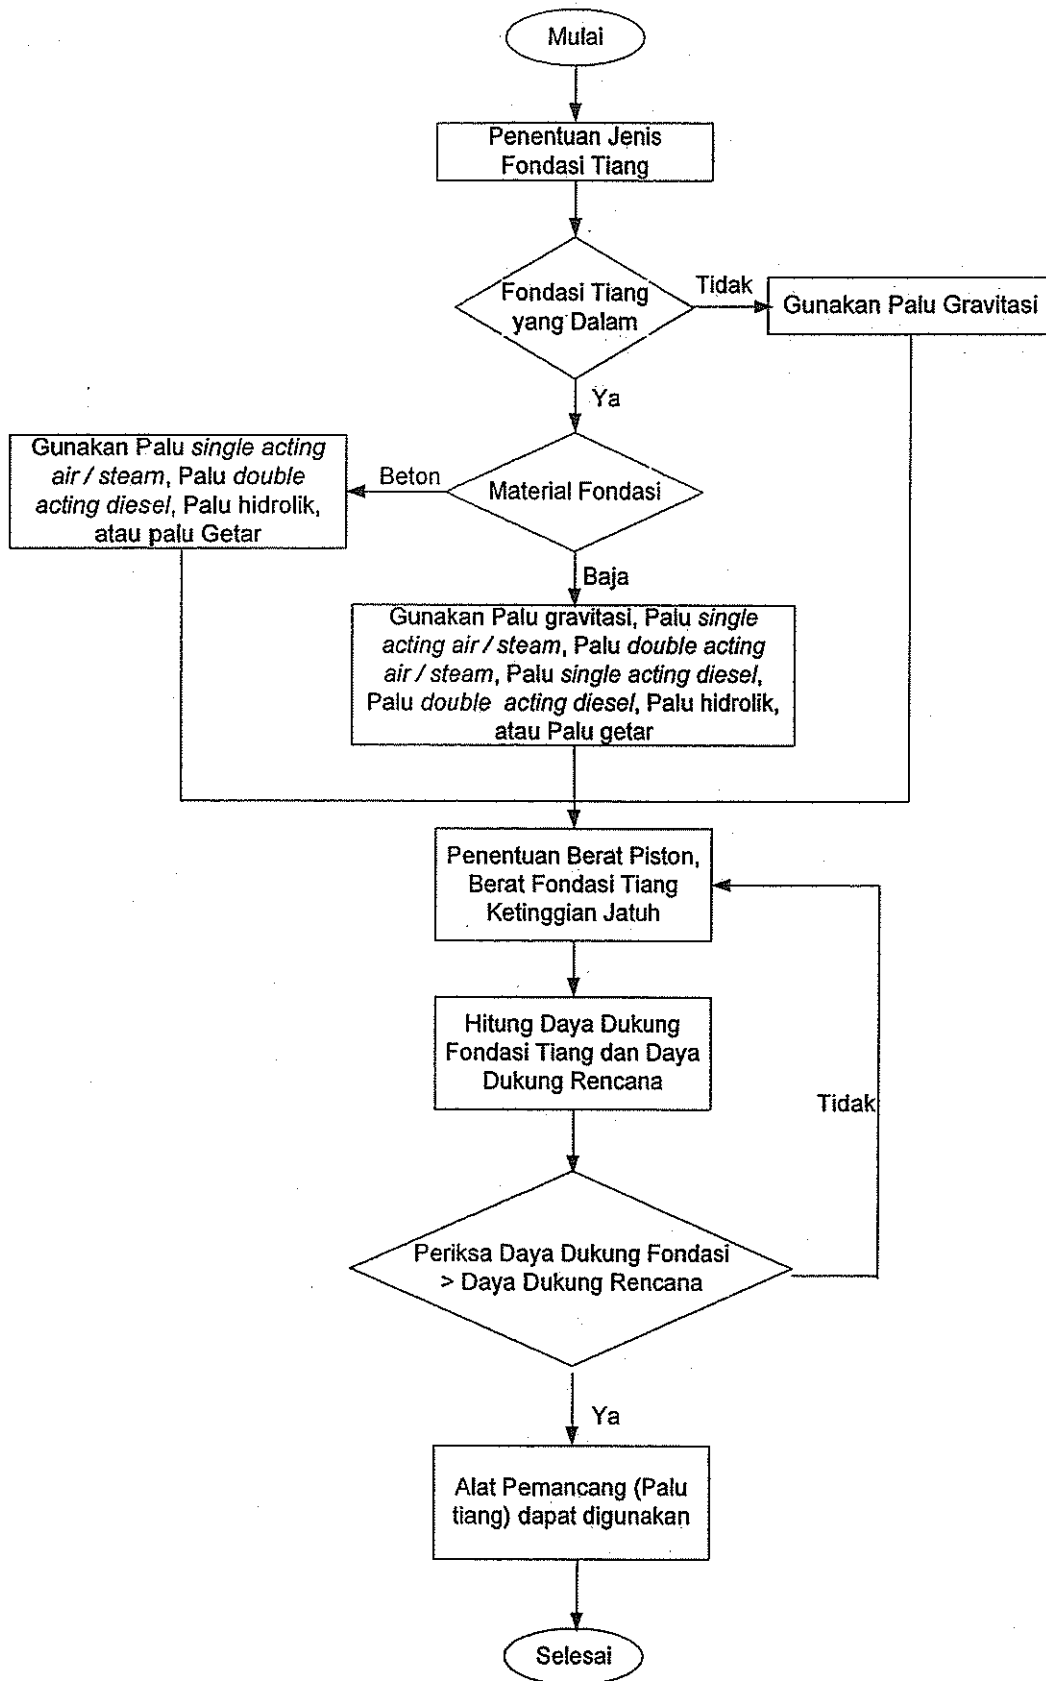 Mulai
Penentuan Jenis
Fondasi Tiang
Fondasi Tiang
yang Dalam
Tidak
Gunakan Palu Gravitasi
Ya
Gunakan Palu single acting
air / steam, Palu double
acting diesel, Palu hidrolik,
atau palu Getar
Beton
Material Fondasi
Baja
Gunakan Palu gravitasi, Palu single
acting air / steam, Palu double acting
air / steam, Palu single acting diesel,
Palu double acting diesel, Palu hidrolik,
atau Palu getar
Penentuan Berat Piston,
Berat Fondasi Tiang
Ketinggian Jatuh
Hitung Daya Dukung
Fondasi Tiang dan Daya
Dukung Rencana
Tidak
Periksa Daya Dukung Fondasi
> Daya Dukung Rencana
Ya
Alat Pemancang (Palu
tiang) dapat digunakan
Selesai